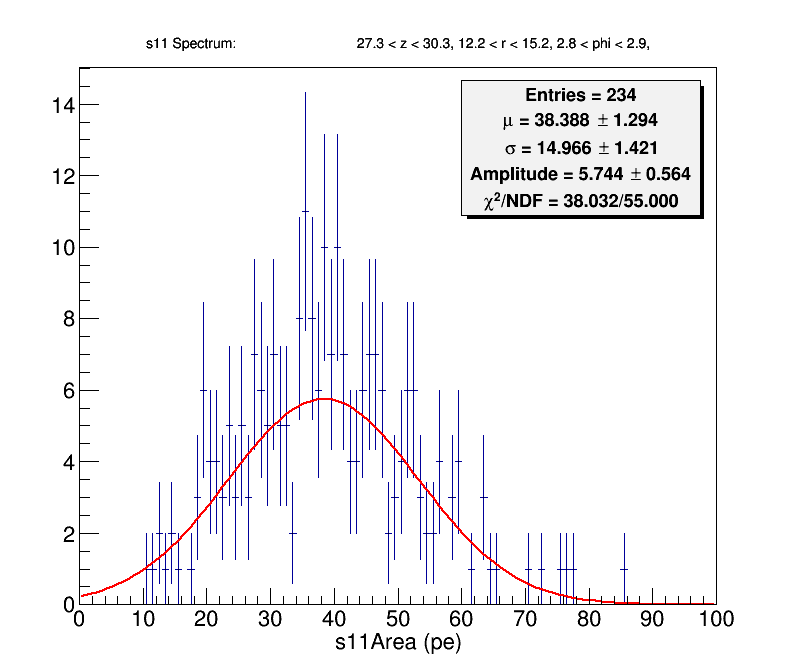 s11 Spectrum: 27.3 < z < 30.3, 12.2 < r < 15.2, 2.8 < phi < 2.9,
Entries = 234
μ = 38.388 ± 1.294
σ = 14.966 ± 1.421
Amplitude = 5.744 ± 0.564
χ²/NDF = 38.032/55.000
14
12
10
8
6
4
2
0
0 10 20 30 40 50 60 70 80 90 100
s11Area (pe)